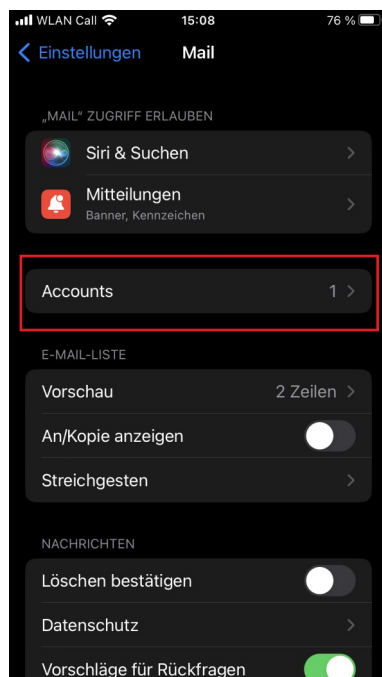 WLAN Call 15:08 76 %
Einstellungen Mail
„MAIL“ ZUGRIFF ERLAUBEN
Siri & Suchen
Mitteilungen
Banner, Kennzeichen
Accounts 1
E-MAIL-LISTE
Vorschau 2 Zeilen
An/Kopie anzeigen
Streichgesten
NACHRICHTEN
Löschen bestätigen
Datenschutz
Vorschläge für Rückfragen